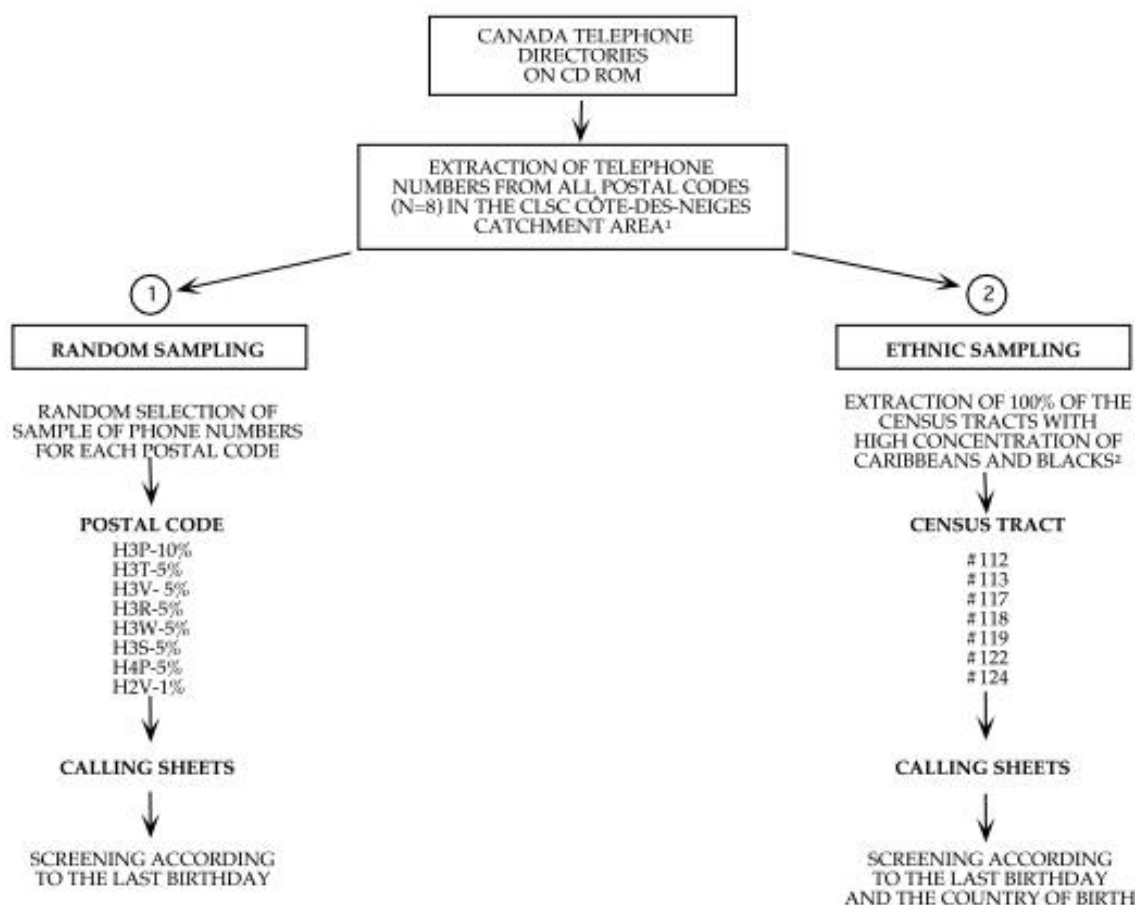 CANADA TELEPHONE
DIRECTORIES
ON CD ROM
EXTRACTION OF TELEPHONE
NUMBERS FROM ALL POSTAL CODES
(N=8) IN THE CLSC CÔTE-DES-NEIGES
CATCHMENT AREA¹
1
RANDOM SAMPLING
RANDOM SELECTION OF
SAMPLE OF PHONE NUMBERS
FOR EACH POSTAL CODE
POSTAL CODE
H3P-10%
H3T-5%
H3V- 5%
H3R-5%
H3W-5%
H3S-5%
H4P-5%
H2V-1%
CALLING SHEETS
SCREENING ACCORDING
TO THE LAST BIRTHDAY
2
ETHNIC SAMPLING
EXTRACTION OF 100% OF THE
CENSUS TRACTS WITH
HIGH CONCENTRATION OF
CARIBBEANS AND BLACKS²
CENSUS TRACT
#112
#113
#117
#118
#119
#122
#124
CALLING SHEETS
SCREENING ACCORDING
TO THE LAST BIRTHDAY
AND THE COUNTRY OF BIRTH